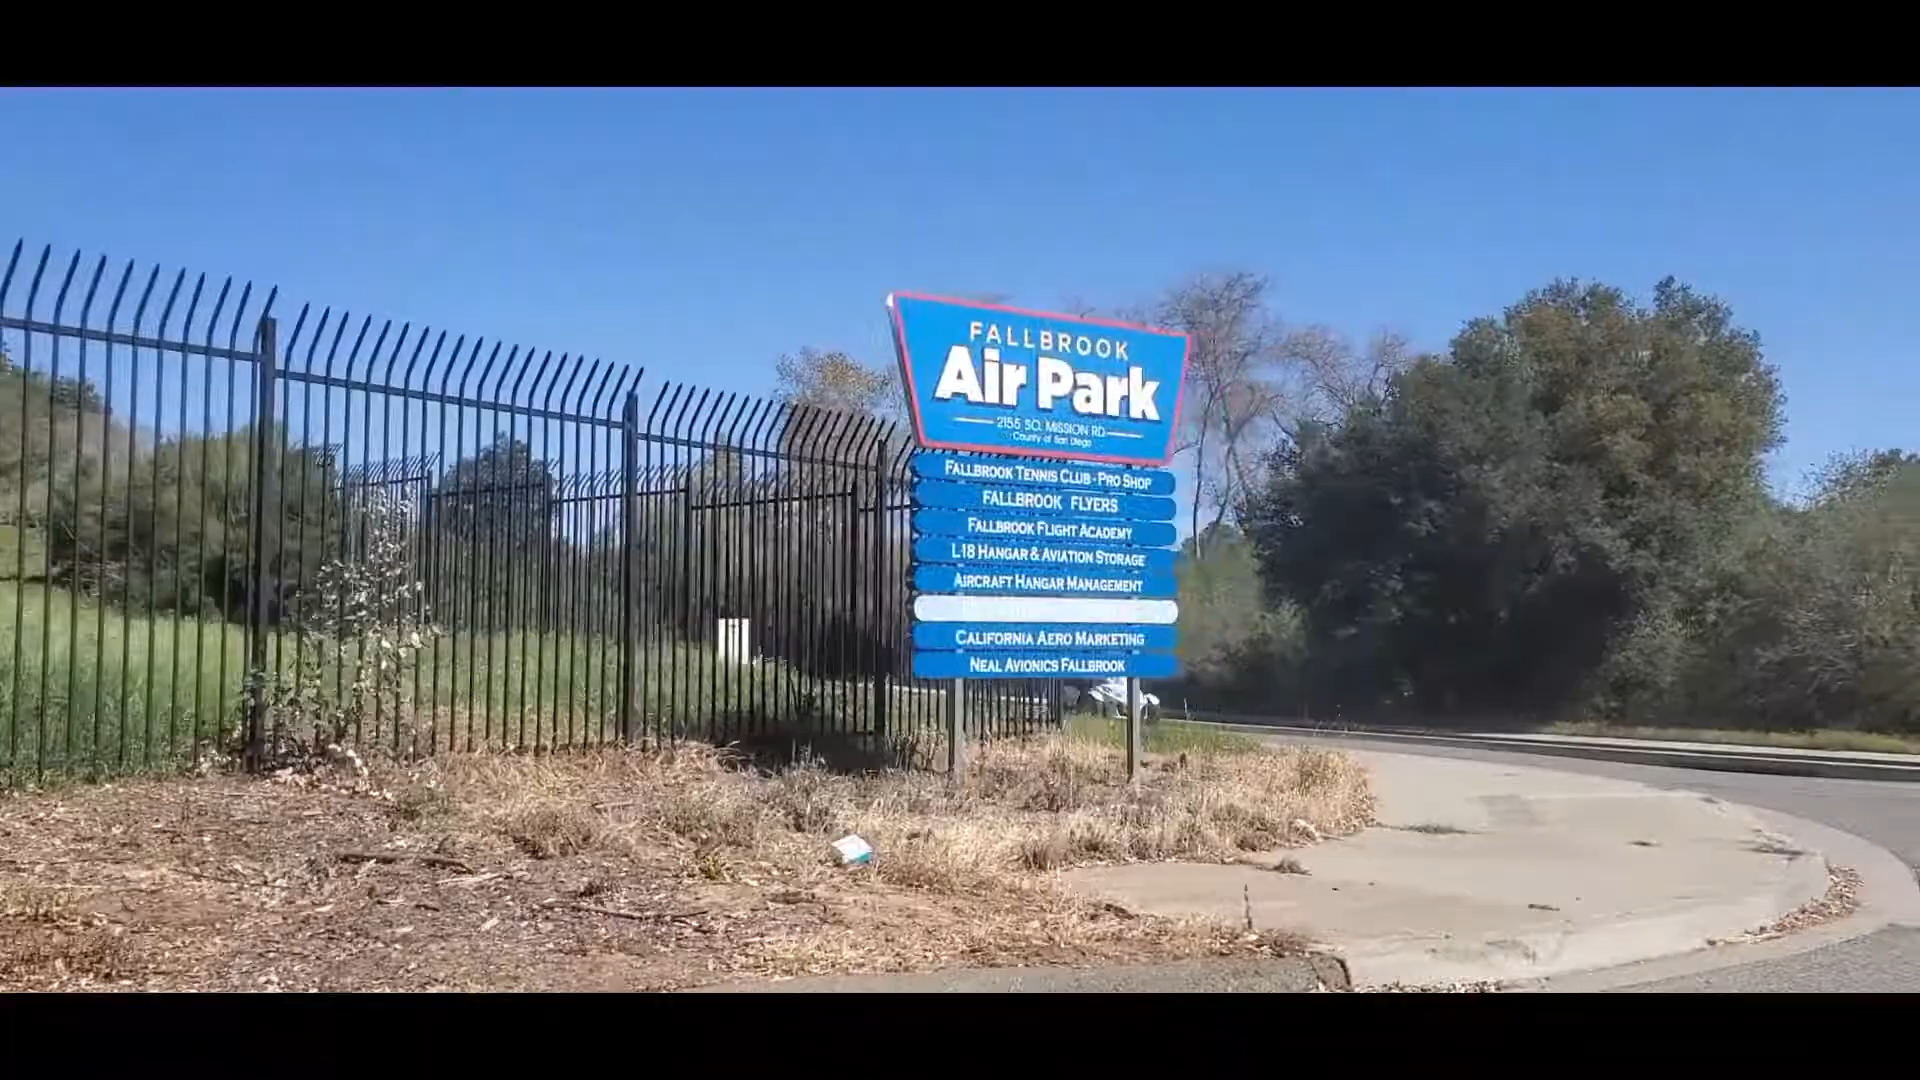 FALLBROOK
Air Park
2155 SO. MISSION RD
County of San Diego
FALLBROOK TENNIS CLUB - PRO SHOP
FALLBROOK FLYERS
FALLBROOK FLIGHT ACADEMY
L18 HANGAR & AVIATION STORAGE
AIRCRAFT HANGAR MANAGEMENT
CALIFORNIA AERO MARKETING
NEAL AVIONICS FALLBROOK